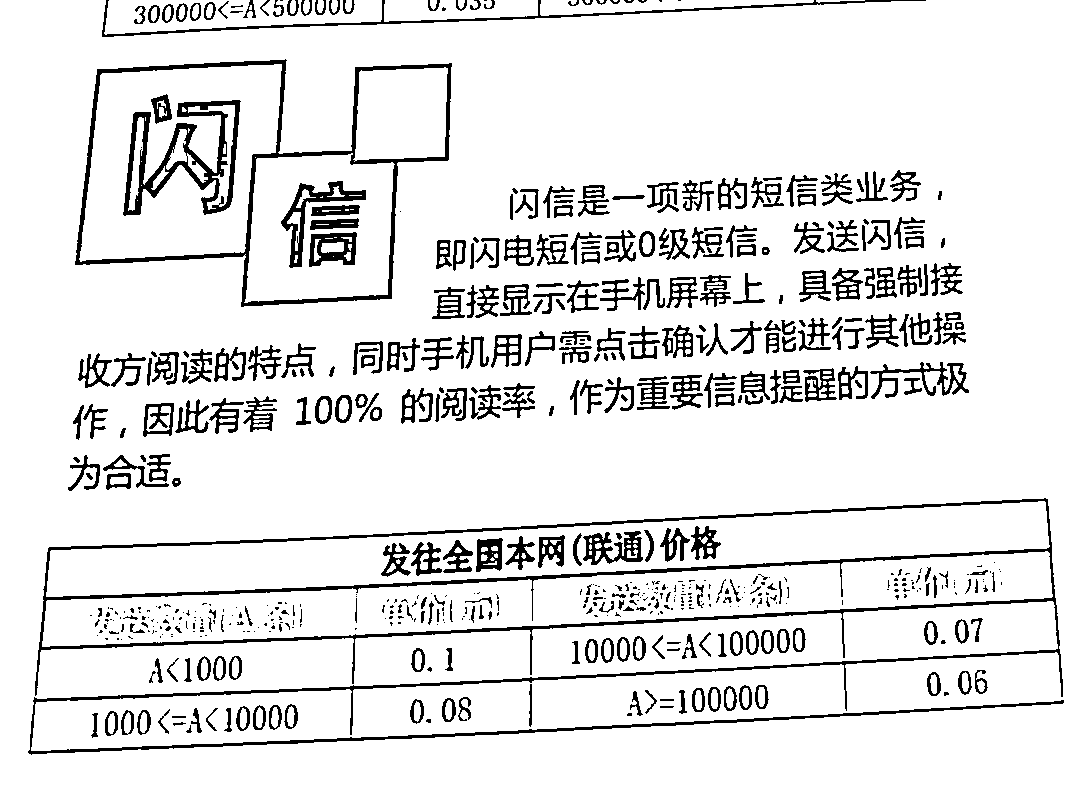 300000<=A<500000 0.035
闪信
闪信是一项新的短信类业务，
即闪电短信或0级短信。发送闪信，
直接显示在手机屏幕上，具备强制接
收方阅读的特点，同时手机用户需点击确认才能进行其他操
作，因此有着 100% 的阅读率，作为重要信息提醒的方式极
为合适。
发往全国本网(联通)价格
发送数量(A 条) 单价(元) 发送数量(A 条) 单价(元)
A<1000 0.1 10000<=A<100000 0.07
1000<=A<10000 0.08 A>=100000 0.06